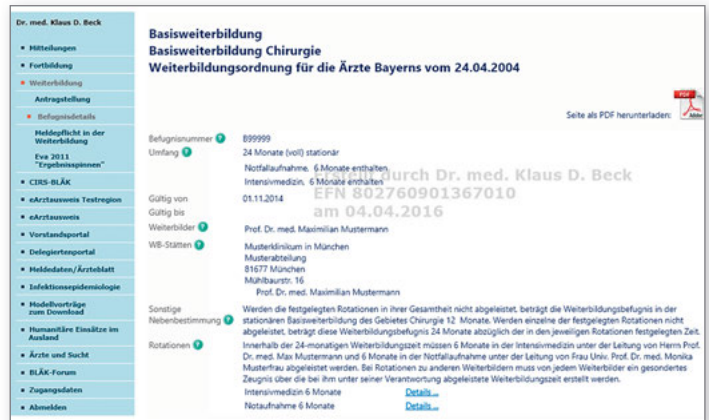 Dr. med. Klaus D. Beck
Mitteilungen
Fortbildung
Weiterbildung
Antragstellung
Befugnisdetails
Meldepflicht in der
Weiterbildung
Eva 2011
"Ergebnisspinnen"
CIRS-BLÄK
eArztausweis Testregion
eArztausweis
Vorstandsportal
Delegiertenportal
Meldedaten/Ärzteblatt
Infektionsepidemiologie
Modellvorträge
zum Download
Humanitäre Einsätze im
Ausland
Ärzte und Sucht
BLÄK-Forum
Zugangsdaten
Abmelden
Basisweiterbildung
Basisweiterbildung Chirurgie
Weiterbildungsordnung für die Ärzte Bayerns vom 24.04.2004
Seite als PDF herunterladen:
PDF
Adobe
Befugnisnummer ? B99999
Umfang ? 24 Monate (voll) stationär
Notfallaufnahme, 6 Monate enthalten
Intensivmedizin, 6 Monate enthalten
Erstellt durch Dr. med. Klaus D. Beck
EFN 802760901367010
am 04.04.2016
Gültig von 01.11.2014
Gültig bis
Weiterbilder ? Prof. Dr. med. Maximilian Mustermann
WB-Stätten ? Musterklinikum in München
Musterabteilung
81677 München
Mühlbaurstr. 16
Prof. Dr. med. Maximilian Mustermann
Sonstige Werden die festgelegten Rotationen in ihrer Gesamtheit nicht abgeleistet, beträgt die Weiterbildungsbefugnis in der
Nebenbestimmung ? stationären Basisweiterbildung des Gebietes Chirurgie 12 Monate. Werden einzelne der festgelegten Rotationen nicht
abgeleistet, beträgt diese Weiterbildungsbefugnis 24 Monate abzüglich der in den jeweiligen Rotationen festgelegten Zeit.
Rotationen ? Innerhalb der 24-monatigen Weiterbildungszeit müssen 6 Monate in der Intensivmedizin unter der Leitung von Herrn Prof.
Dr. med. Max Mustermann und 6 Monate in der Notfallaufnahme unter der Leitung von Frau Univ. Prof. Dr. med. Monika
Musterfrau abgeleistet werden. Bei Rotationen zu anderen Weiterbildern muss von jedem Weiterbilder ein gesondertes
Zeugnis über die bei ihm unter seiner Verantwortung abgeleistete Weiterbildungszeit erstellt werden.
Intensivmedizin 6 Monate Details ...
Notaufnahme 6 Monate Details ...